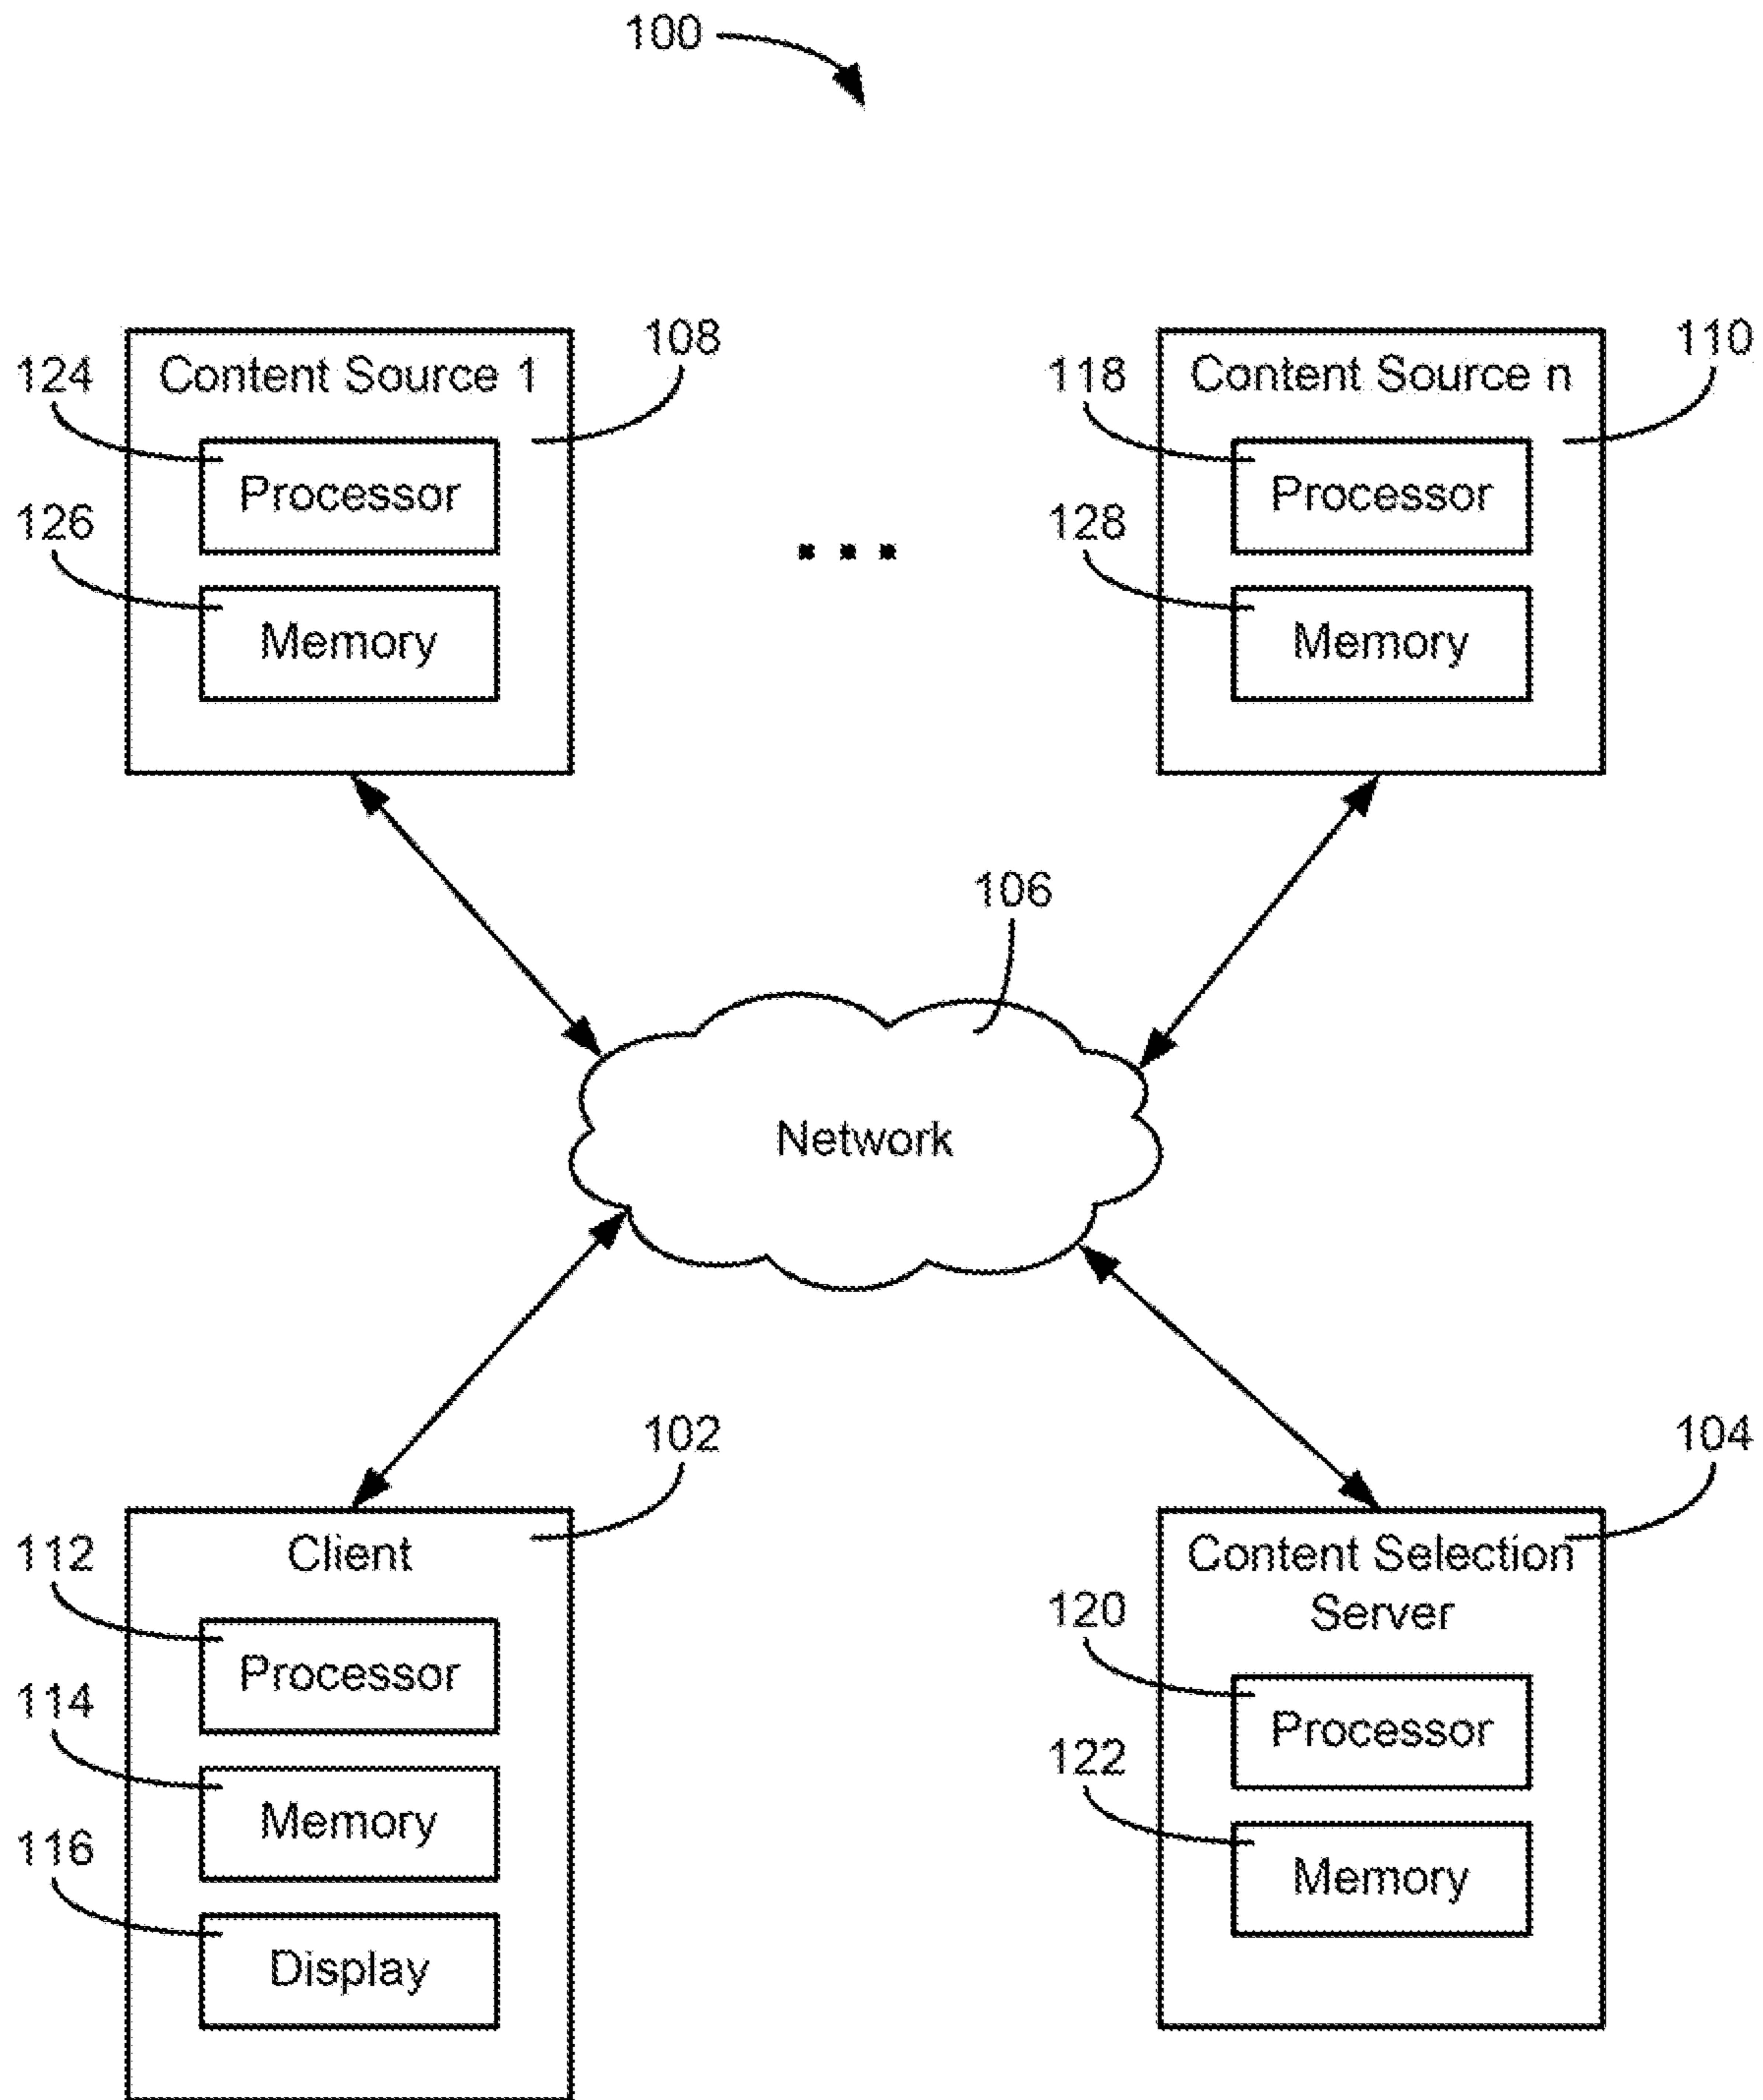 100
108
110
124
Content Source 1
118
Content Source n
Processor
Processor
126
128
Memory
Memory
106
Network
102
104
112
Client
Content Selection
Server
120
Processor
114
Processor
122
Memory
116
Memory
Display